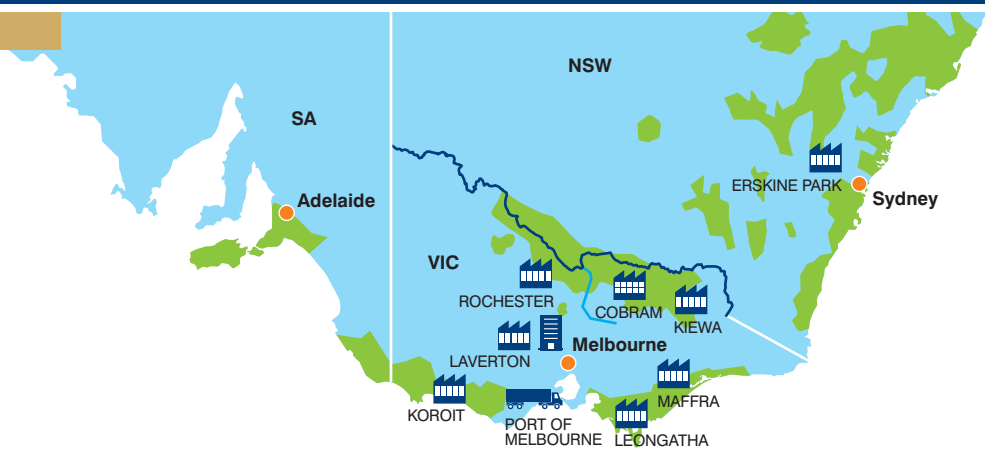 NSW
SA
ERSKINE PARK
Adelaide
Sydney
VIC
ROCHESTER
COBRAM
KIEWA
Melbourne
LAVERTON
MAFFRA
KOROIT
PORT OF
MELBOURNE
LEONGATHA